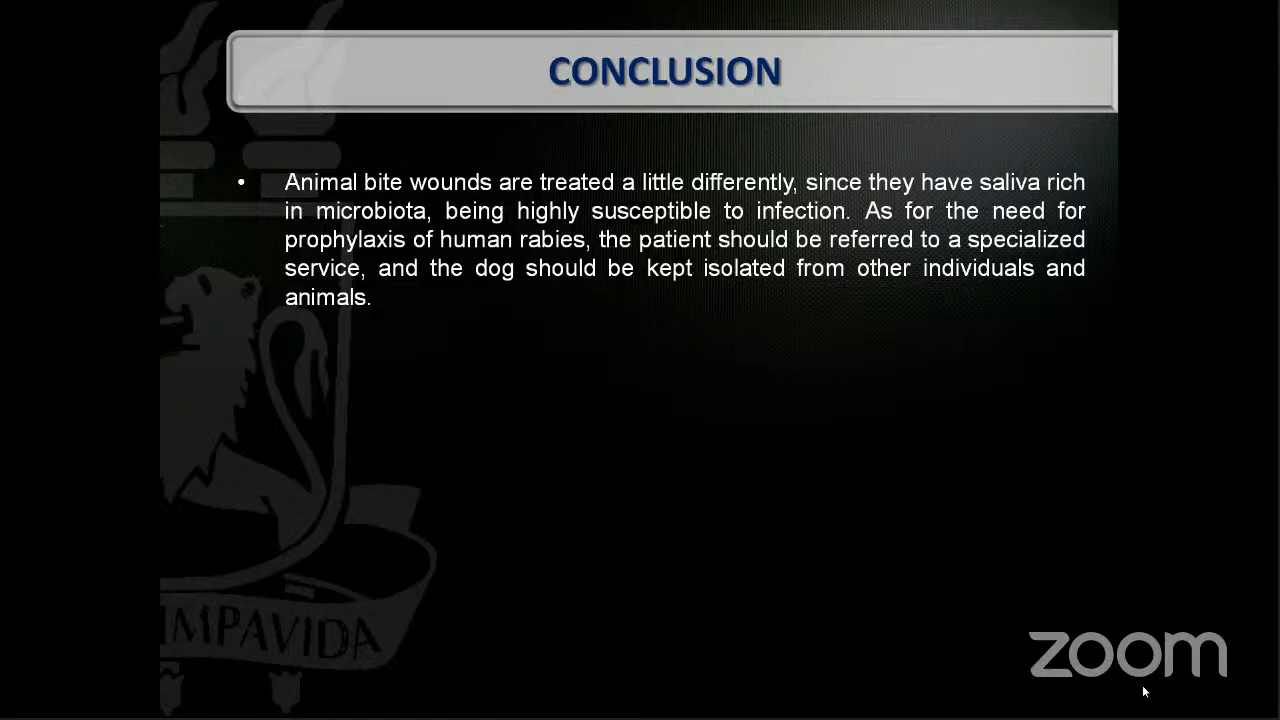 CONCLUSION
• Animal bite wounds are treated a little differently, since they have saliva rich
in microbiota, being highly susceptible to infection. As for the need for
prophylaxis of human rabies, the patient should be referred to a specialized
service, and the dog should be kept isolated from other individuals and
animals.
IMPAVIDA
zoom